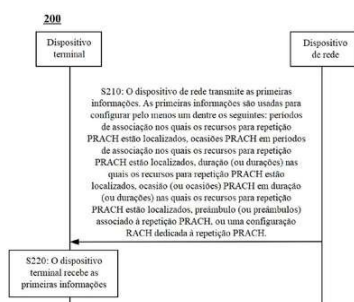 200
Dispositivo
terminal
Dispositivo
de rede
S210: O dispositivo de rede transmite as primeiras
informações. As primeiras informações são usadas para
configurar pelo menos um dentre os seguintes: períodos
de associação nos quais os recursos para repetição
PRACH estão localizados, ocasiões PRACH em períodos
de associação nos quais os recursos para repetição
PRACH estão localizados, duração (ou durações) nas
quais os recursos para repetição PRACH estão
localizados, ocasião (ou ocasiões) PRACH em duração
(ou durações) nas quais os recursos para repetição
PRACH estão localizados, preâmbulo (ou preâmbulos)
associado à repetição PRACH, ou uma configuração
RACH dedicada à repetição PRACH.
S220: O dispositivo
terminal recebe as
primeiras informações